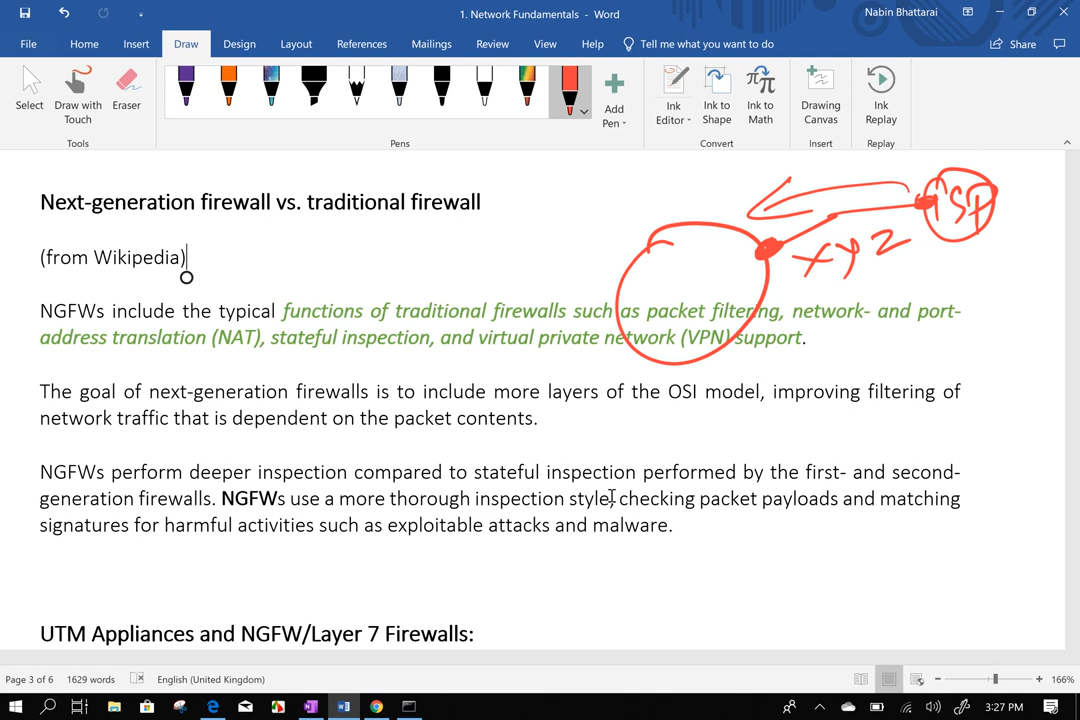 1. Network Fundamentals - Word
Nabin Bhattarai
File Home Insert Draw Design Layout References Mailings Review View Help Tell me what you want to do Share
Select
Draw with Touch
Eraser
Add Pen
Ink Editor
Ink to Shape
Ink to Math
Drawing Canvas
Ink Replay
Tools Pens Convert Insert Replay
Next-generation firewall vs. traditional firewall
ISP
xyz
(from Wikipedia)
NGFWs include the typical functions of traditional firewalls such as packet filtering, network- and port-
address translation (NAT), stateful inspection, and virtual private network (VPN) support.
The goal of next-generation firewalls is to include more layers of the OSI model, improving filtering of
network traffic that is dependent on the packet contents.
NGFWs perform deeper inspection compared to stateful inspection performed by the first- and second-
generation firewalls. NGFWs use a more thorough inspection style, checking packet payloads and matching
signatures for harmful activities such as exploitable attacks and malware.
UTM Appliances and NGFW/Layer 7 Firewalls:
Page 3 of 6 1629 words English (United Kingdom) 166%
3:27 PM